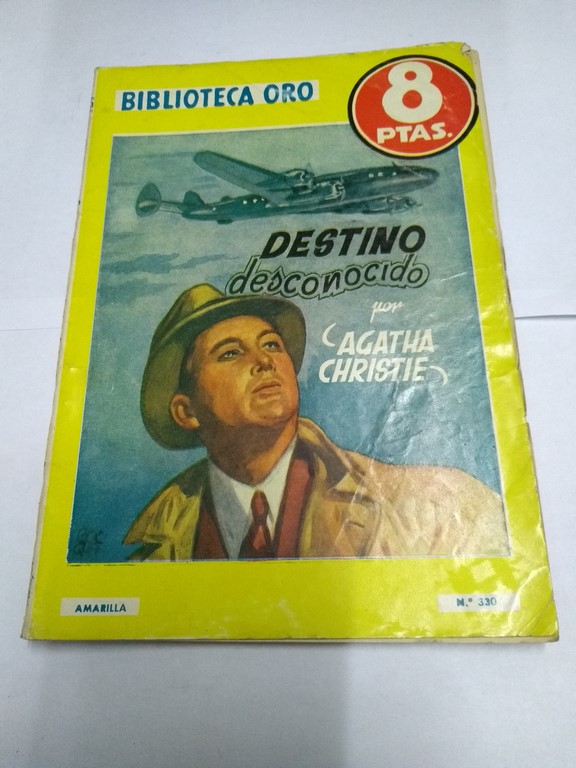 BIBLIOTECA ORO
8
PTAS.
DESTINO
desconocido
por
AGATHA
CHRISTIE
AMARILLA
N.º 330